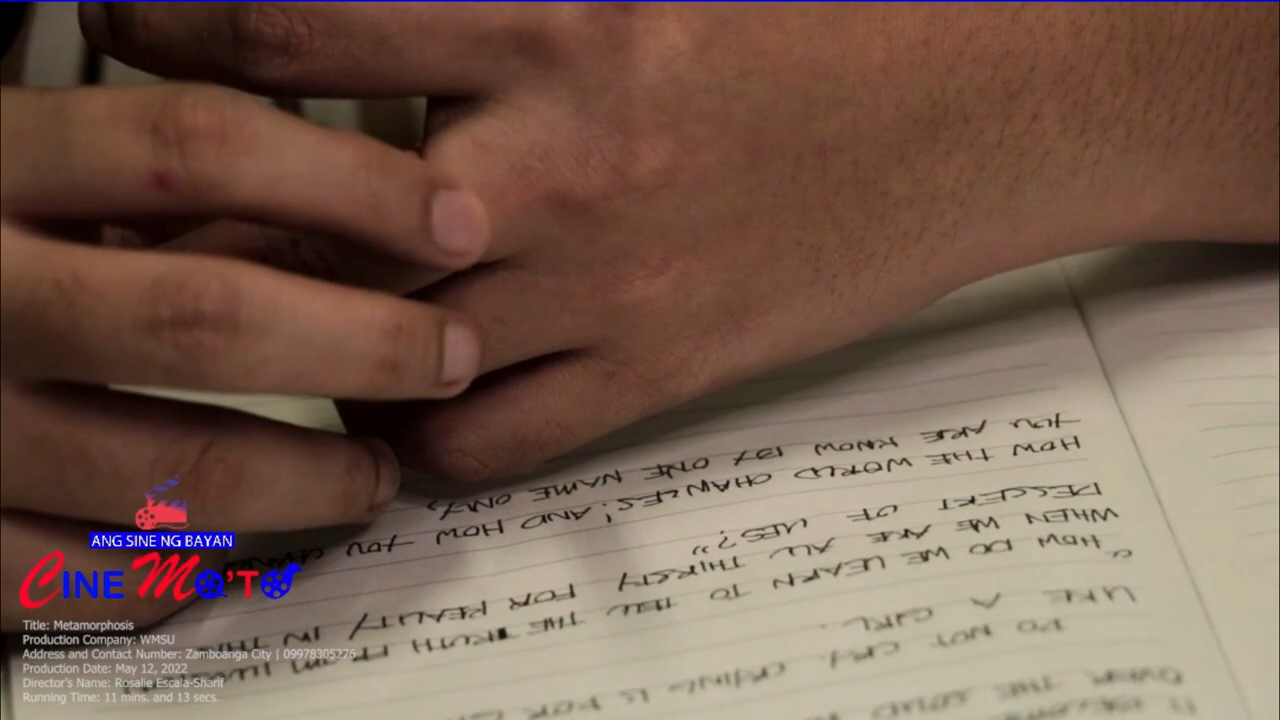 OVER THE
DO NOT CRY. CRYING IS FOR
LIKE A GIRL.
"HOW DO WE LEARN TO TELL THE TRUTH FROM
WHEN WE ARE ALL THIRSTY FOR REALITY IN THIS
DESSERT OF LIES?"
HOW THE WORLD CHANGES! AND HOW YOU CHANGE
YOU ARE KNOW BY ONE NAME ONLY
ANG SINE NG BAYAN
CINE MO'TO
Title: Metamorphosis
Production Company: WMSU
Address and Contact Number: Zamboanga City | 09978305276
Production Date: May 12, 2022
Director's Name: Rosalie Escala-Sharif
Running Time: 11 mins. and 13 secs.